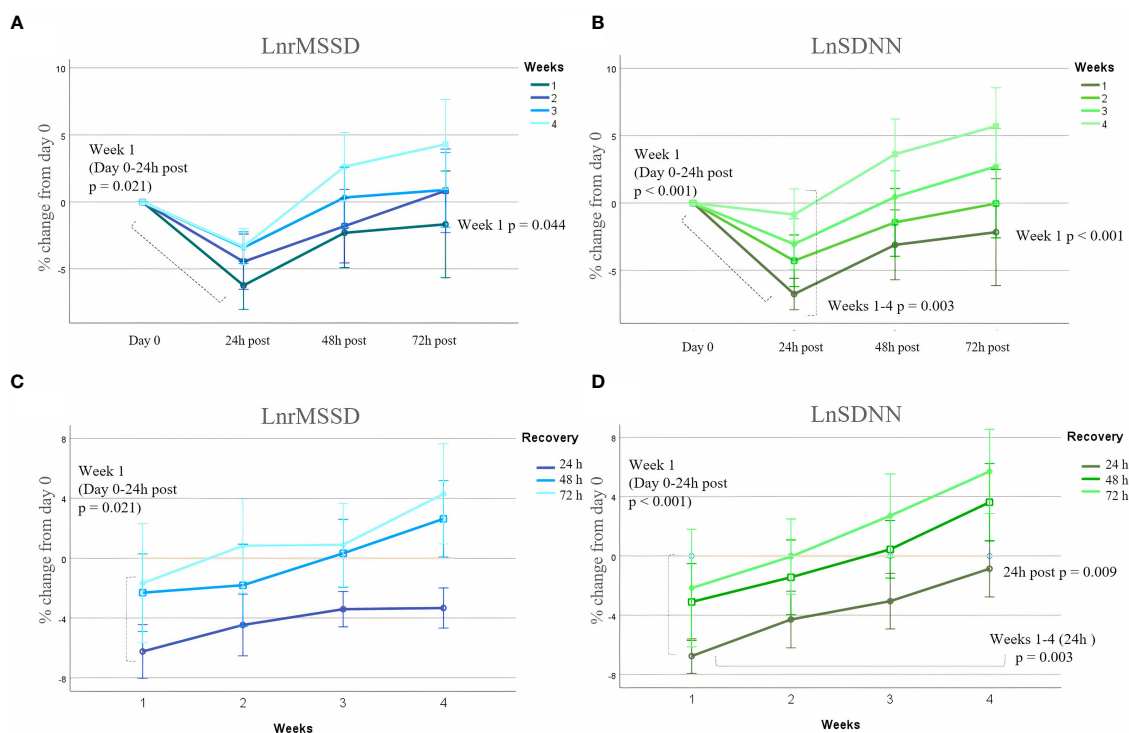 A
LnrMSSD
Weeks
1
2
3
4
10
5
0
-5
% change from day 0
Week 1
(Day 0-24h post
p = 0.021)
Week 1 p = 0.044
Day 0
24h post
48h post
72h post
B
LnSDNN
Weeks
1
2
3
4
10
5
0
-5
% change from day 0
Week 1
(Day 0-24h post
p < 0.001)
Week 1 p < 0.001
Weeks 1-4 p = 0.003
Day 0
24h post
48h post
72h post
C
LnrMSSD
Recovery
24 h
48 h
72 h
8
4
0
-4
-8
% change from day 0
Week 1
(Day 0-24h post
p = 0.021)
1
2
3
4
Weeks
D
LnSDNN
Recovery
24 h
48 h
72 h
8
4
0
-4
-8
% change from day 0
Week 1
(Day 0-24h post
p < 0.001)
24h post p = 0.009
Weeks 1-4 (24h )
p = 0.003
1
2
3
4
Weeks